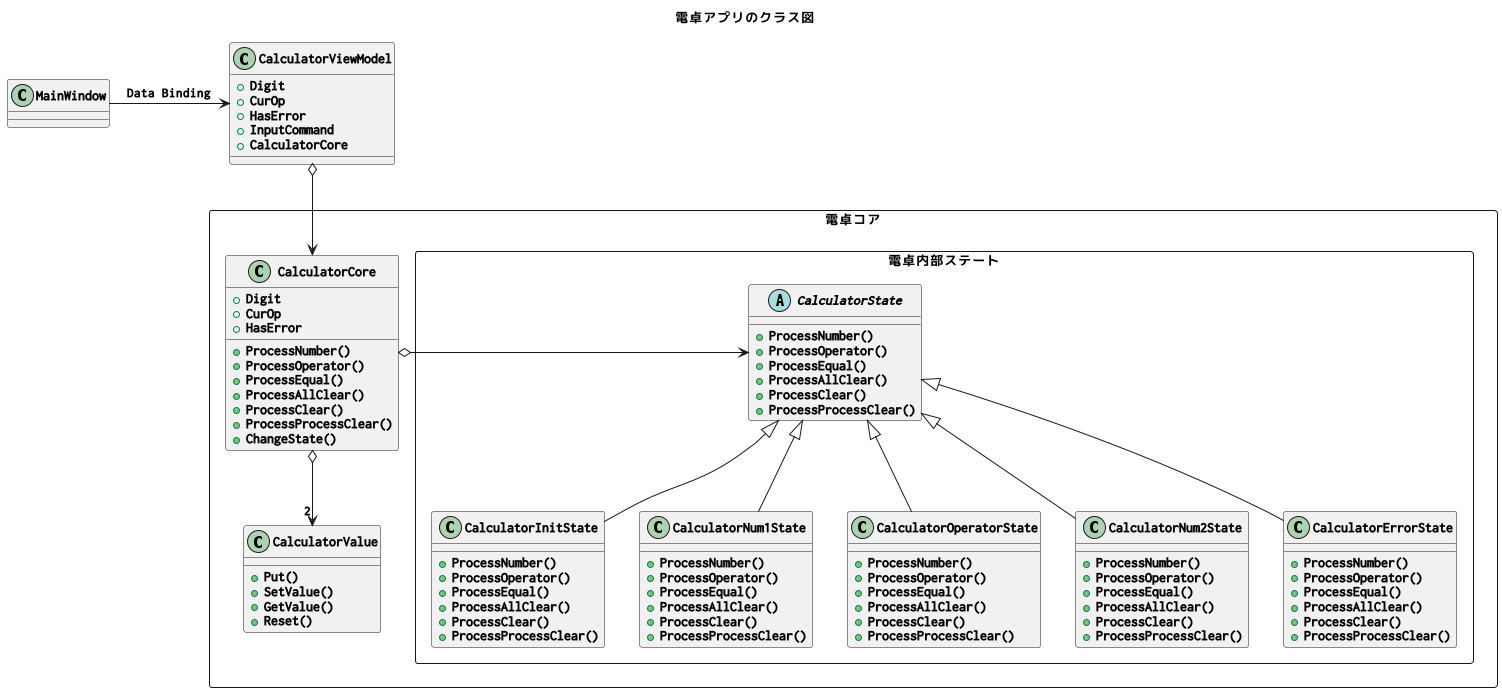 電卓アプリのクラス図
C MainWindow
Data Binding
C CalculatorViewModel
Digit
CurOp
HasError
InputCommand
CalculatorCore
電卓コア
C CalculatorCore
Digit
CurOp
HasError
ProcessNumber()
ProcessOperator()
ProcessEqual()
ProcessAllClear()
ProcessClear()
ProcessProcessClear()
ChangeState()
2
C CalculatorValue
Put()
SetValue()
GetValue()
Reset()
電卓内部ステート
A CalculatorState
ProcessNumber()
ProcessOperator()
ProcessEqual()
ProcessAllClear()
ProcessClear()
ProcessProcessClear()
C CalculatorInitState
ProcessNumber()
ProcessOperator()
ProcessEqual()
ProcessAllClear()
ProcessClear()
ProcessProcessClear()
C CalculatorNum1State
ProcessNumber()
ProcessOperator()
ProcessEqual()
ProcessAllClear()
ProcessClear()
ProcessProcessClear()
C CalculatorOperatorState
ProcessNumber()
ProcessOperator()
ProcessEqual()
ProcessAllClear()
ProcessClear()
ProcessProcessClear()
C CalculatorNum2State
ProcessNumber()
ProcessOperator()
ProcessEqual()
ProcessAllClear()
ProcessClear()
ProcessProcessClear()
C CalculatorErrorState
ProcessNumber()
ProcessOperator()
ProcessEqual()
ProcessAllClear()
ProcessClear()
ProcessProcessClear()